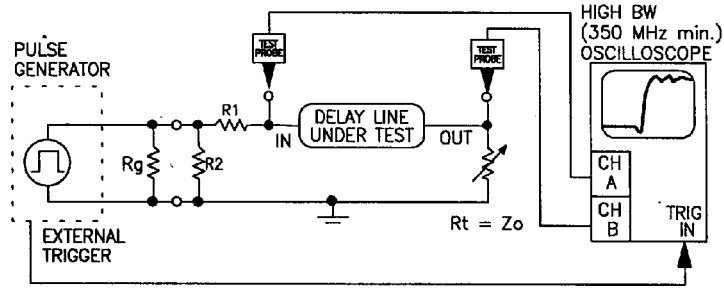 HIGH BW
(350 MHz min.)
OSCILLOSCOPE
TEST
PROBE
TEST
PROBE
PULSE
GENERATOR
R1
IN
DELAY LINE
UNDER TEST
OUT
Rg
R2
CH
A
CH
B
TRIG
IN
Rt = Zo
EXTERNAL
TRIGGER